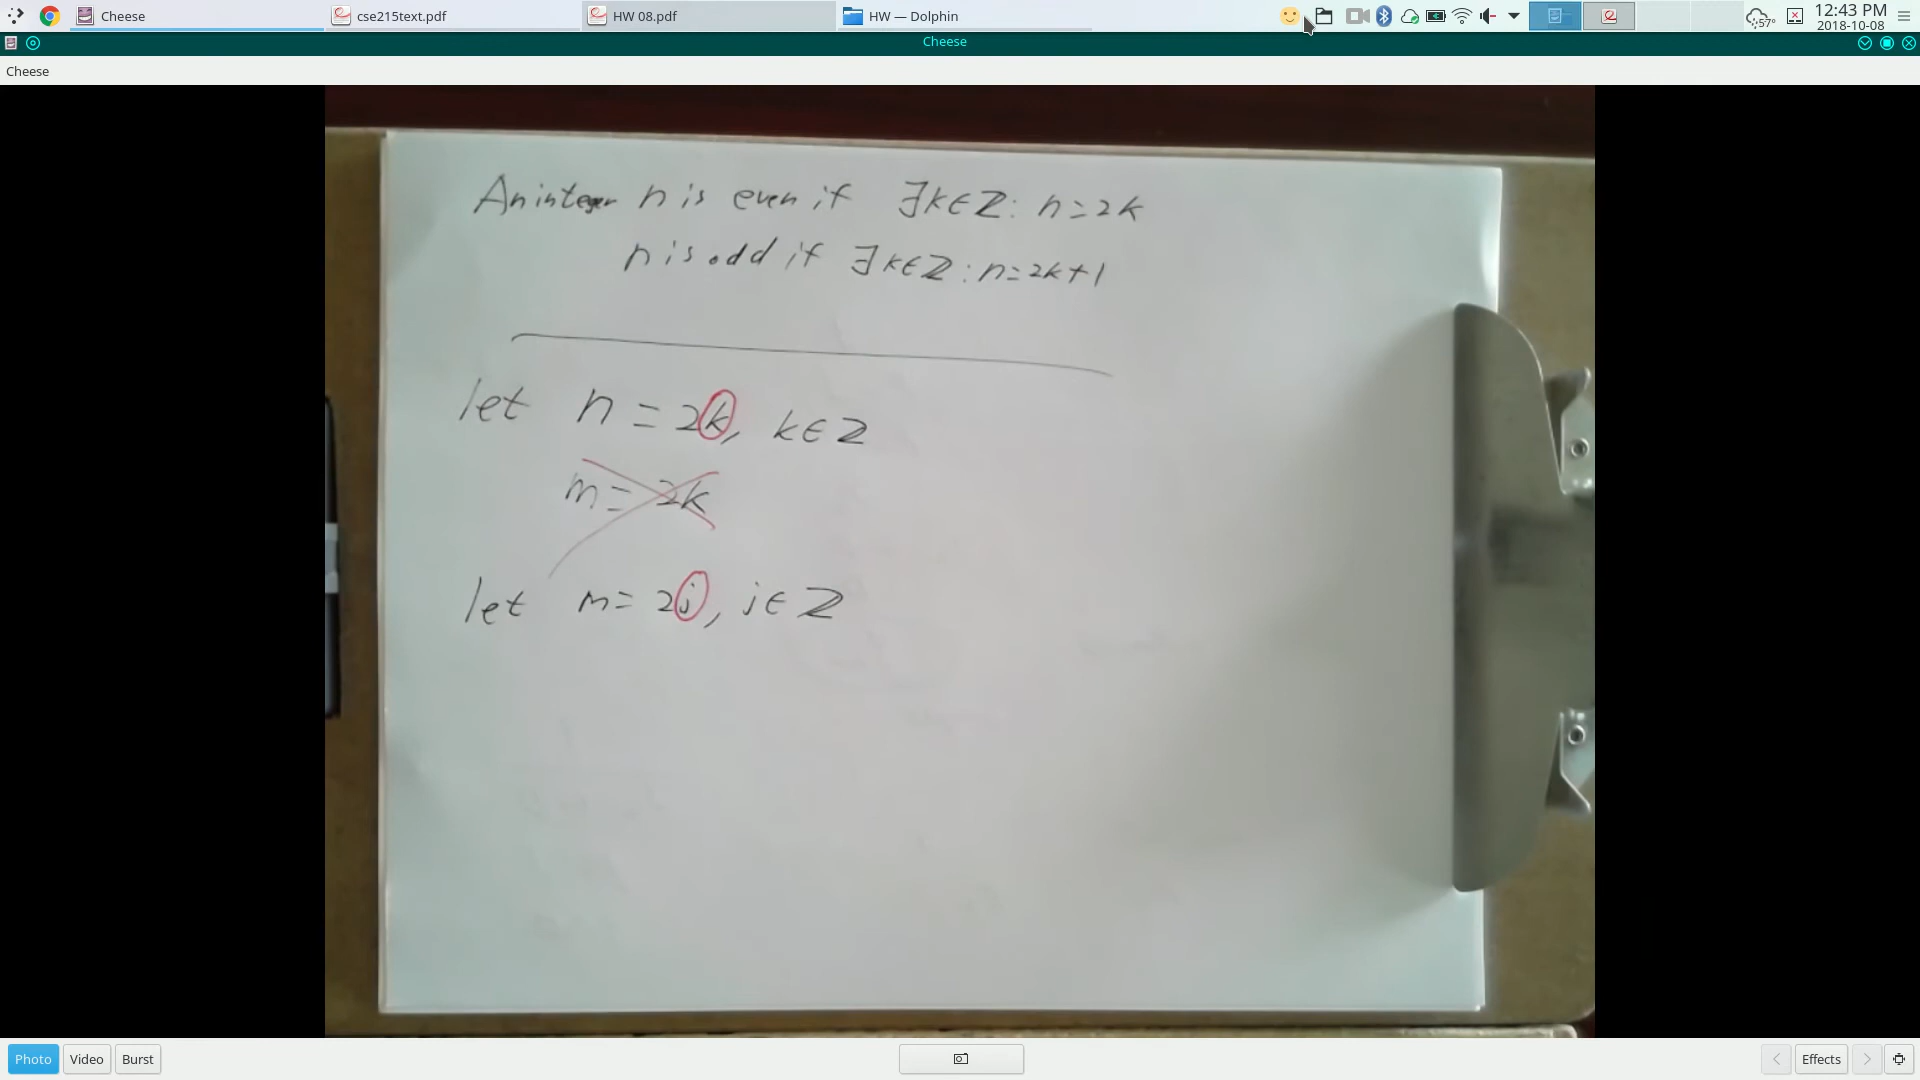 Cheese
cse215text.pdf
HW 08.pdf
HW — Dolphin
57°
12:43 PM
2018-10-08
Cheese
Cheese
An integer n is even if ∃k∈ℤ: n=2k
n is odd if ∃k∈ℤ: n=2k+1
let n = 2k, k∈ℤ
m = 2k
let m = 2j, j∈ℤ
Photo
Video
Burst
Effects